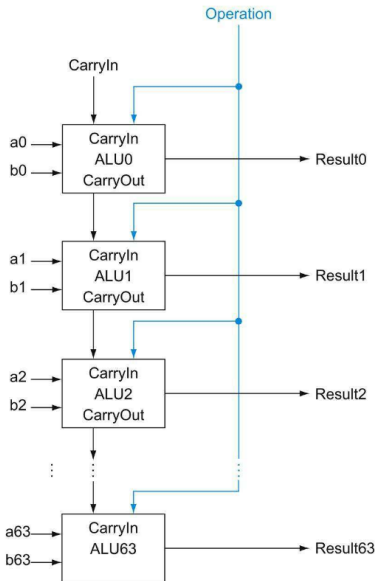 Operation
CarryIn
a0
b0
CarryIn
ALU0
CarryOut
Result0
a1
b1
CarryIn
ALU1
CarryOut
Result1
a2
b2
CarryIn
ALU2
CarryOut
Result2
a63
b63
CarryIn
ALU63
Result63